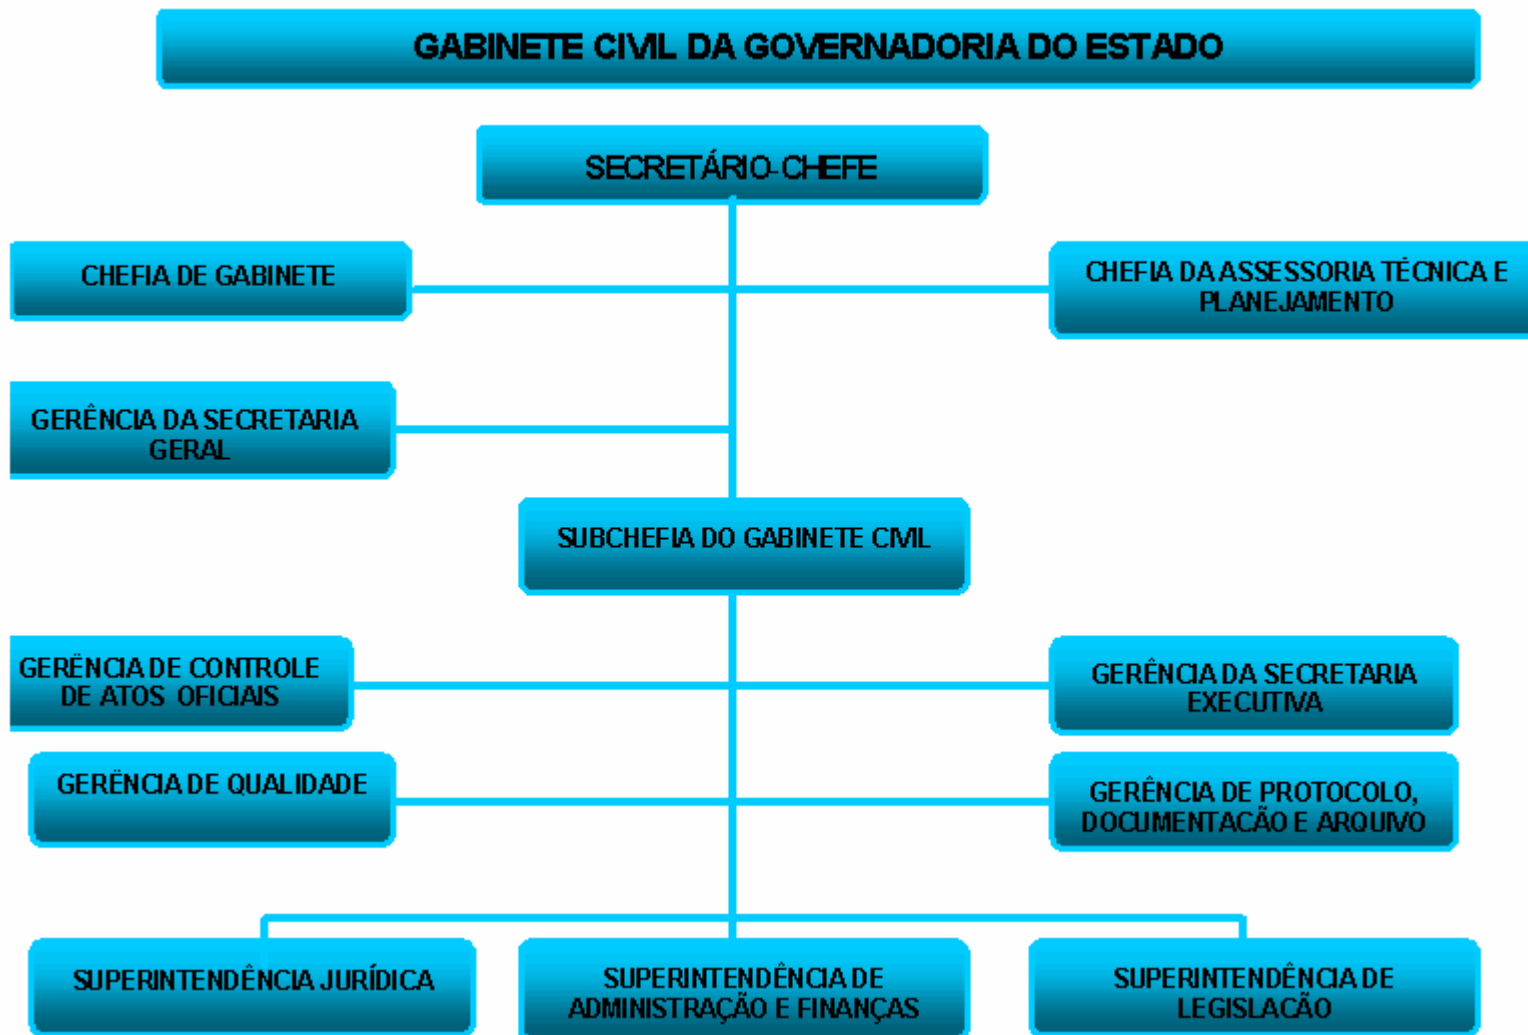 GABINETE CIVIL DA GOVERNADORIA DO ESTADO
SECRETÁRIO-CHEFE
CHEFIA DE GABINETE
CHEFIA DA ASSESSORIA TÉCNICA E
PLANEJAMENTO
GERÊNCIA DA SECRETARIA
GERAL
SUBCHEFIA DO GABINETE CIVIL
GERÊNCIA DE CONTROLE
DE ATOS OFICIAIS
GERÊNCIA DA SECRETARIA
EXECUTIVA
GERÊNCIA DE QUALIDADE
GERÊNCIA DE PROTOCOLO,
DOCUMENTACÃO E ARQUIVO
SUPERINTENDÊNCIA JURÍDICA
SUPERINTENDÊNCIA DE
ADMINISTRAÇÃO E FINANÇAS
SUPERINTENDÊNCIA DE
LEGISLACÃO